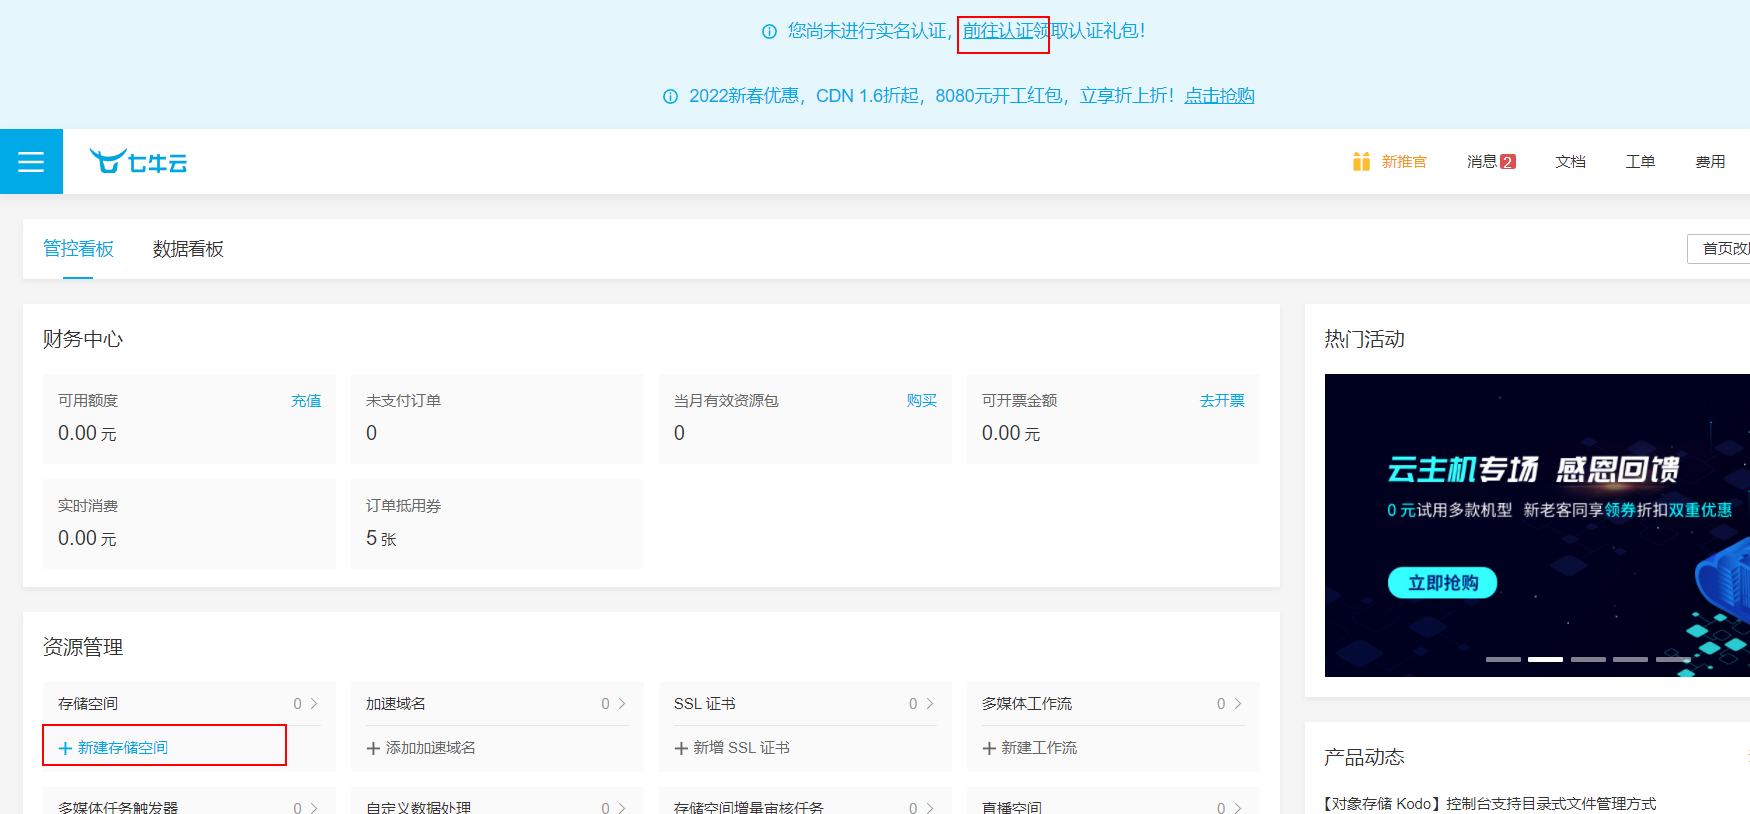 您尚未进行实名认证，前往认证领取认证礼包！
2022新春优惠，CDN 1.6折起，8080元开工红包，立享折上折！点击抢购
七牛云
新推官 消息 2 文档 工单 费用
管控看板 数据看板
首页改
财务中心
可用额度 充值
0.00 元
未支付订单
0
当月有效资源包 购买
0
可开票金额 去开票
0.00 元
实时消费
0.00 元
订单抵用券
5 张
热门活动
云主机专场 感恩回馈
0 元试用多款机型 新老客同享领券折扣双重优惠
立即抢购
资源管理
存储空间 0
+ 新建存储空间
加速域名 0
+ 添加加速域名
SSL 证书 0
+ 新增 SSL 证书
多媒体工作流 0
+ 新建工作流
多媒体任务触发器 0
自定义数据处理 0
存储空间增量审核任务 0
直播空间 0
产品动态
【对象存储 Kodo】控制台支持目录式文件管理方式